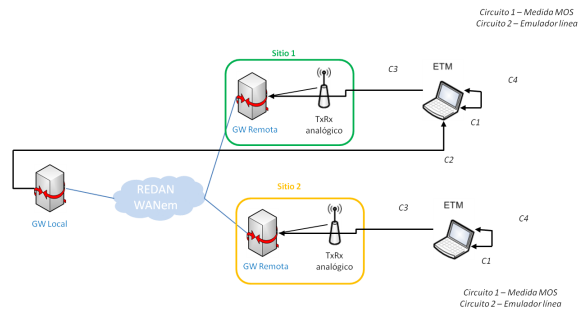 Circuito 1 – Medida MOS
Circuito 2 – Emulador línea
Sitio 1
ETM
C3
C4
C1
GW Remota
TxRx
analógico
C2
REDAN
WANem
GW Local
Sitio 2
ETM
C3
C4
C1
GW Remota
TxRx
analógico
Circuito 1 – Medida MOS
Circuito 2 – Emulador línea